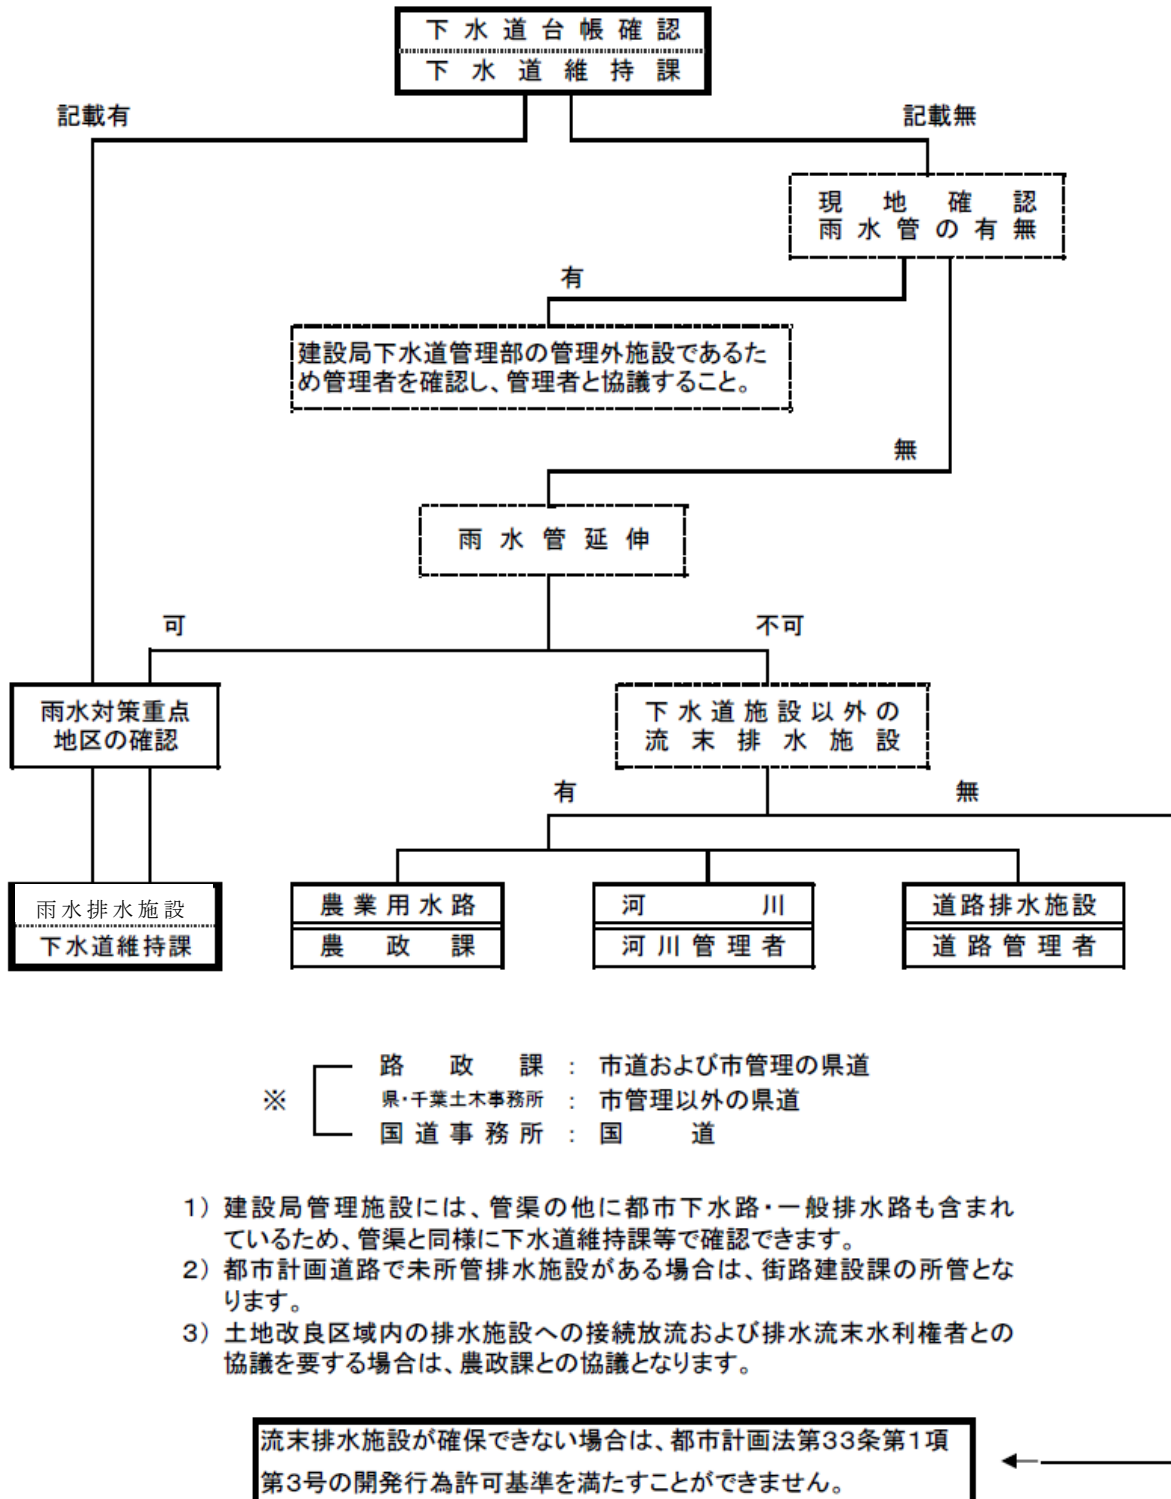 下水道台帳確認
下水道維持課
記載有
記載無
現地確認
雨水管の有無
有
建設局下水道管理部の管理外施設であるた
め管理者を確認し、管理者と協議すること。
無
雨水管延伸
可
不可
雨水対策重点
地区の確認
下水道施設以外の
流末排水施設
有
無
雨水排水施設
下水道維持課
農業用水路
農政課
河川
河川管理者
道路排水施設
道路管理者
※
路政課：市道および市管理の県道
県・千葉土木事務所：市管理以外の県道
国道事務所：国道
1）建設局管理施設には、管渠の他に都市下水路・一般排水路も含まれ
ているため、管渠と同様に下水道維持課等で確認できます。
2）都市計画道路で未所管排水施設がある場合は、街路建設課の所管とな
ります。
3）土地改良区域内の排水施設への接続放流および排水流末水利権者との
協議を要する場合は、農政課との協議となります。
流末排水施設が確保できない場合は、都市計画法第33条第1項
第3号の開発行為許可基準を満たすことができません。